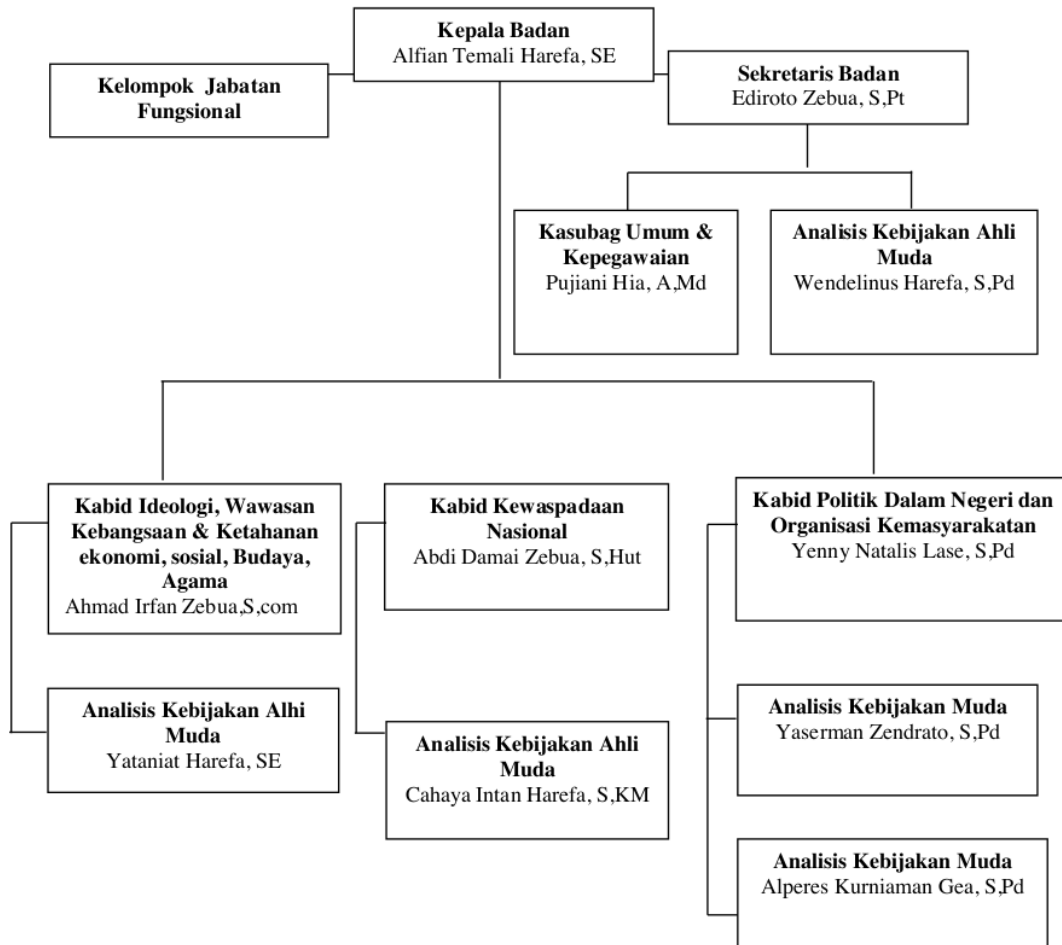 Kepala Badan
Alfian Temali Harefa, SE
Kelompok Jabatan
Fungsional
Sekretaris Badan
Ediroto Zebua, S,Pt
Kasubag Umum &
Kepegawaian
Pujiani Hia, A,Md
Analisis Kebijakan Ahli
Muda
Wendelinus Harefa, S,Pd
Kabid Ideologi, Wawasan
Kebangsaan & Ketahanan
ekonomi, sosial, Budaya,
Agama
Ahmad Irfan Zebua,S,com
Kabid Kewaspadaan
Nasional
Abdi Damai Zebua, S,Hut
Kabid Politik Dalam Negeri dan
Organisasi Kemasyarakatan
Yenny Natalis Lase, S,Pd
Analisis Kebijakan Alhi
Muda
Yataniat Harefa, SE
Analisis Kebijakan Ahli
Muda
Cahaya Intan Harefa, S,KM
Analisis Kebijakan Muda
Yaserman Zendrato, S,Pd
Analisis Kebijakan Muda
Alperes Kurniaman Gea, S,Pd